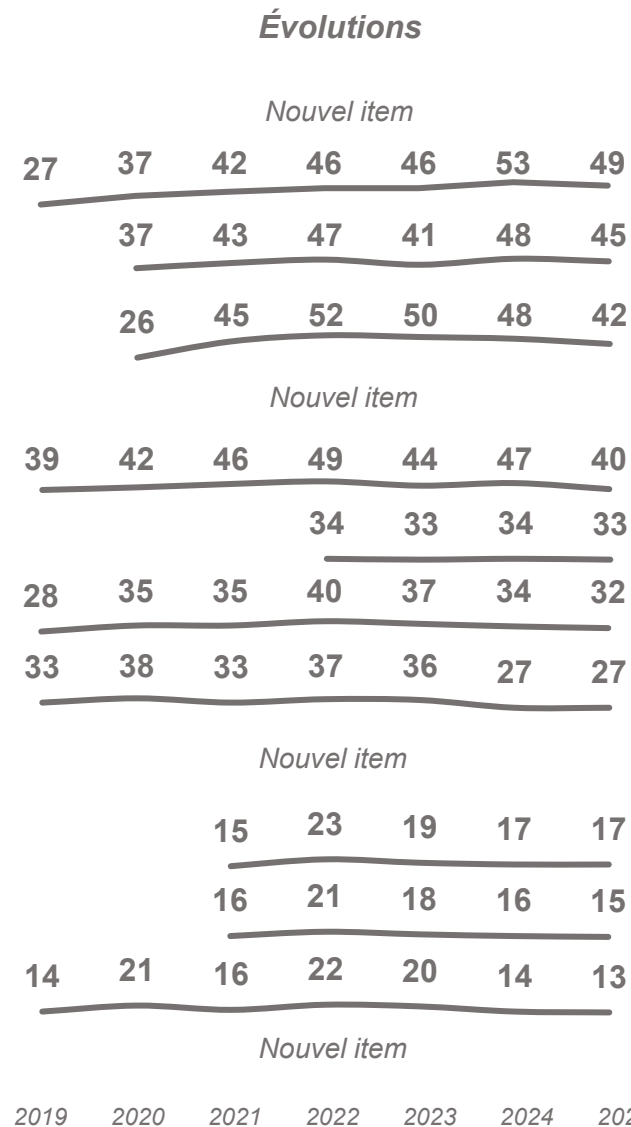 Évolutions
Nouvel item
27 37 42 46 46 53 49
37 43 47 41 48 45
26 45 52 50 48 42
Nouvel item
39 42 46 49 44 47 40
34 33 34 33
28 35 35 40 37 34 32
33 38 33 37 36 27 27
Nouvel item
15 23 19 17 17
16 21 18 16 15
14 21 16 22 20 14 13
Nouvel item
2019 2020 2021 2022 2023 2024 202